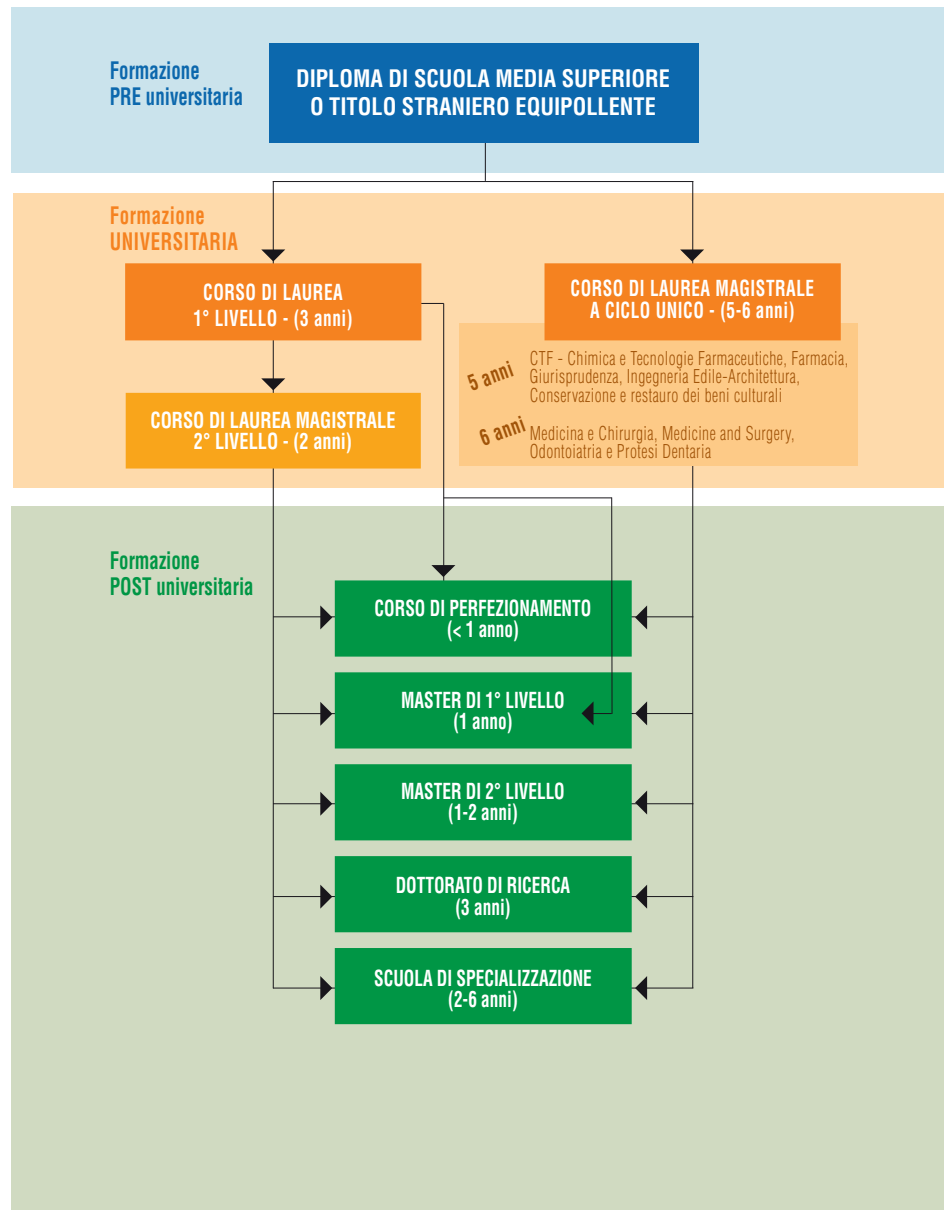 Formazione
PRE universitaria
DIPLOMA DI SCUOLA MEDIA SUPERIORE
O TITOLO STRANIERO EQUIPOLLENTE
Formazione
UNIVERSITARIA
CORSO DI LAUREA
1° LIVELLO - (3 anni)
CORSO DI LAUREA MAGISTRALE
A CICLO UNICO - (5-6 anni)
5 anni
CTF - Chimica e Tecnologie Farmaceutiche, Farmacia,
Giurisprudenza, Ingegneria Edile-Architettura,
Conservazione e restauro dei beni culturali
CORSO DI LAUREA MAGISTRALE
2° LIVELLO - (2 anni)
6 anni
Medicina e Chirurgia, Medicine and Surgery,
Odontoiatria e Protesi Dentaria
Formazione
POST universitaria
CORSO DI PERFEZIONAMENTO
(< 1 anno)
MASTER DI 1° LIVELLO
(1 anno)
MASTER DI 2° LIVELLO
(1-2 anni)
DOTTORATO DI RICERCA
(3 anni)
SCUOLA DI SPECIALIZZAZIONE
(2-6 anni)